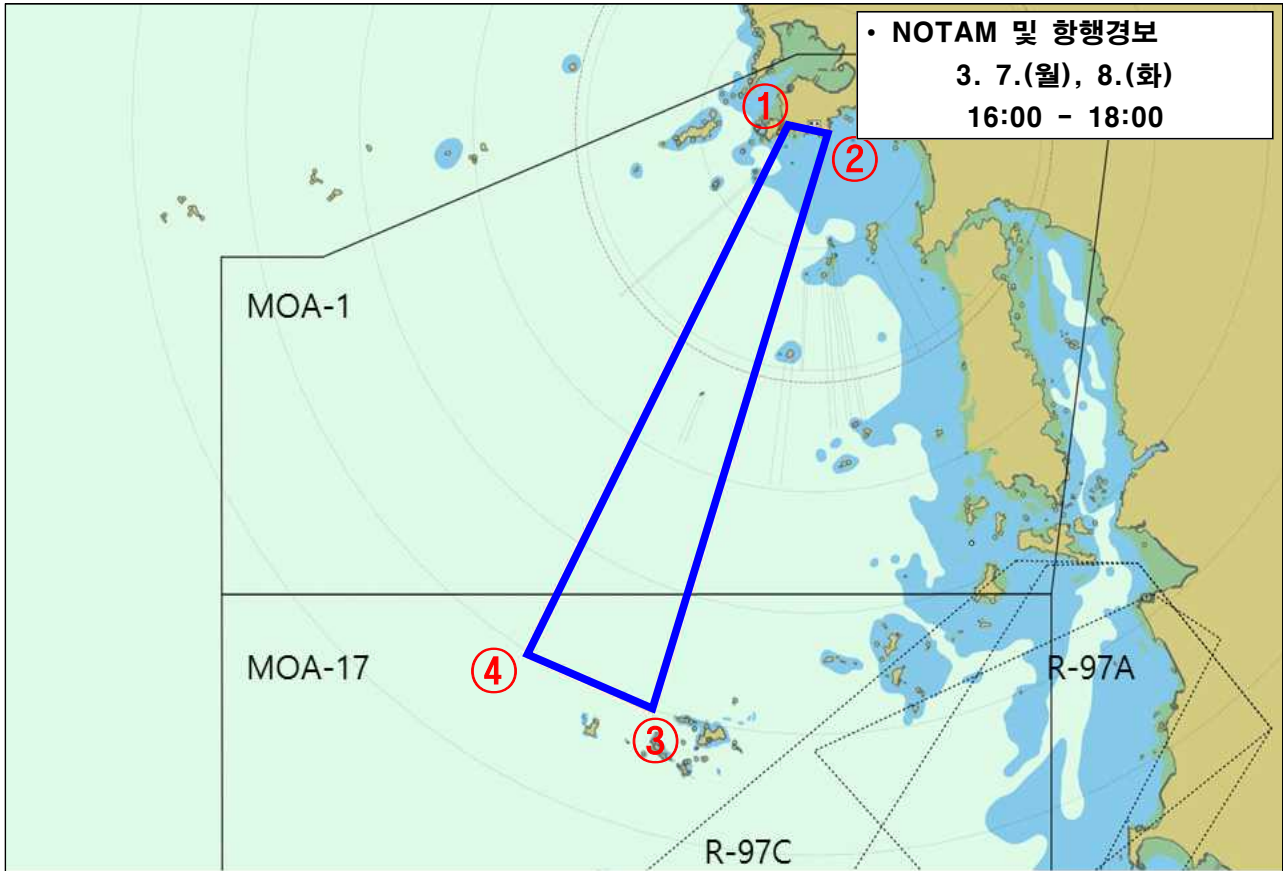 • NOTAM 및 항행경보
3. 7.(월), 8.(화)
16:00 - 18:00
①
②
MOA-1
MOA-17
④
③
R-97A
R-97C